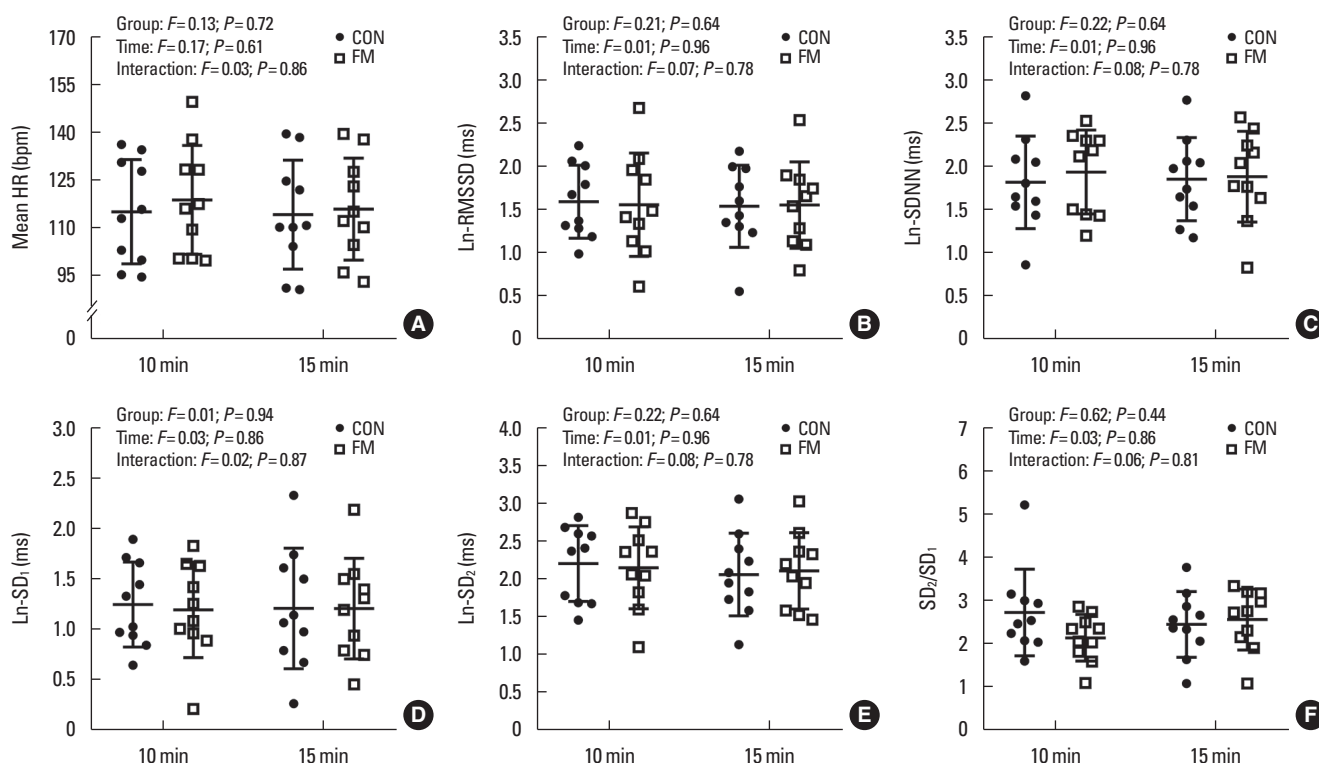 Group: F=0.13; P=0.72
Time: F=0.17; P=0.61
Interaction: F=0.03; P=0.86
CON
FM
Mean HR (bpm)
170
155
140
125
110
95
0
10 min
15 min
A
Group: F=0.21; P=0.64
Time: F=0.01; P=0.96
Interaction: F=0.07; P=0.78
CON
FM
Ln-RMSSD (ms)
3.5
3.0
2.5
2.0
1.5
1.0
0.5
0
10 min
15 min
B
Group: F=0.22; P=0.64
Time: F=0.01; P=0.96
Interaction: F=0.08; P=0.78
CON
FM
Ln-SDNN (ms)
3.5
3.0
2.5
2.0
1.5
1.0
0.5
0
10 min
15 min
C
Group: F=0.01; P=0.94
Time: F=0.03; P=0.86
Interaction: F=0.02; P=0.87
CON
FM
Ln-SD₁ (ms)
3.0
2.5
2.0
1.5
1.0
0.5
0
10 min
15 min
D
Group: F=0.22; P=0.64
Time: F=0.01; P=0.96
Interaction: F=0.08; P=0.78
CON
FM
Ln-SD₂ (ms)
4.0
3.5
3.0
2.5
2.0
1.5
1.0
0.5
0
10 min
15 min
E
Group: F=0.62; P=0.44
Time: F=0.03; P=0.86
Interaction: F=0.06; P=0.81
CON
FM
SD₂/SD₁
7
6
5
4
3
2
1
0
10 min
15 min
F